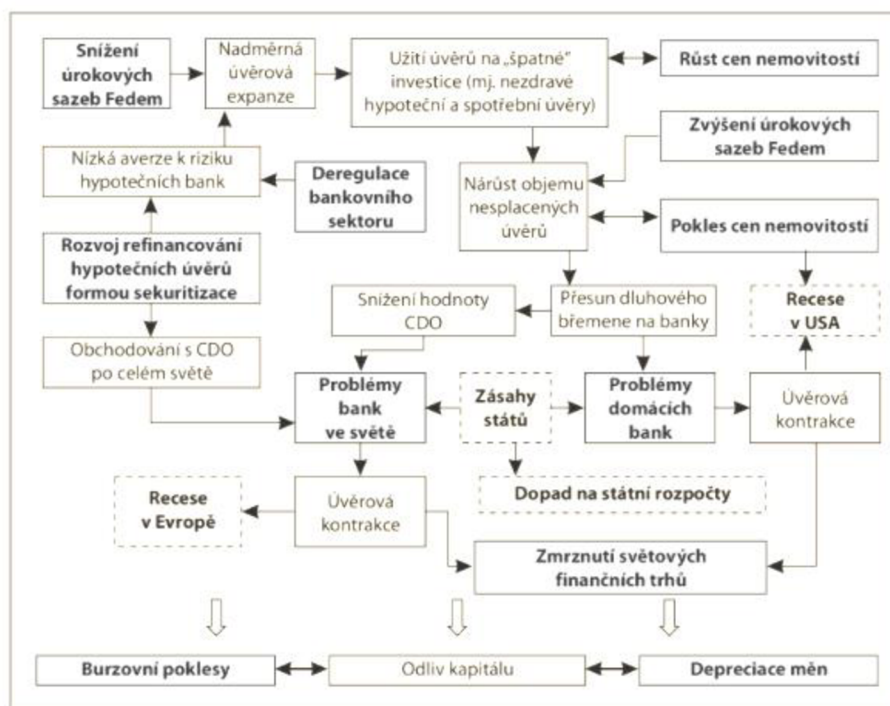 Snížení
úrokových
sazeb Fedem
Nadměrná
úvěrová
expanze
Užití úvěrů na „špatné“
investice (mj. nezdravé
hypoteční a spotřební úvěry)
Růst cen nemovitostí
Zvýšení úrokových
sazeb Fedem
Nízká averze k riziku
hypotečních bank
Deregulace
bankovního
sektoru
Nárůst objemu
nesplacených
úvěrů
Pokles cen nemovitostí
Rozvoj refinancování
hypotečních úvěrů
formou sekuritizace
Snížení hodnoty
CDO
Přesun dluhového
břemene na banky
Recese
v USA
Obchodování s CDO
po celém světě
Problémy
bank
ve světě
Zásahy
států
Problémy
domácích
bank
Úvěrová
kontrakce
Recese
v Evropě
Úvěrová
kontrakce
Dopad na státní rozpočty
Zmrznutí světových
finančních trhů
Burzovní poklesy
Odliv kapitálu
Depreciace měn